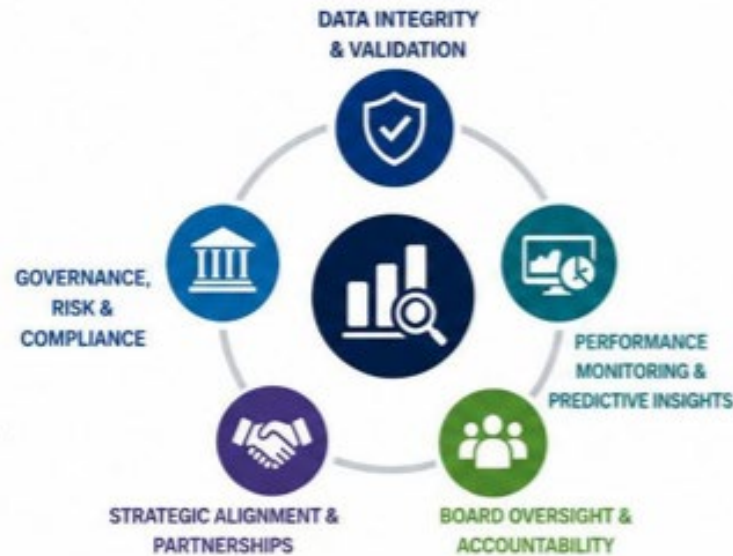 DATA INTEGRITY
& VALIDATION
GOVERNANCE,
RISK &
COMPLIANCE
PERFORMANCE
MONITORING &
PREDICTIVE INSIGHTS
STRATEGIC ALIGNMENT &
PARTNERSHIPS
BOARD OVERSIGHT &
ACCOUNTABILITY